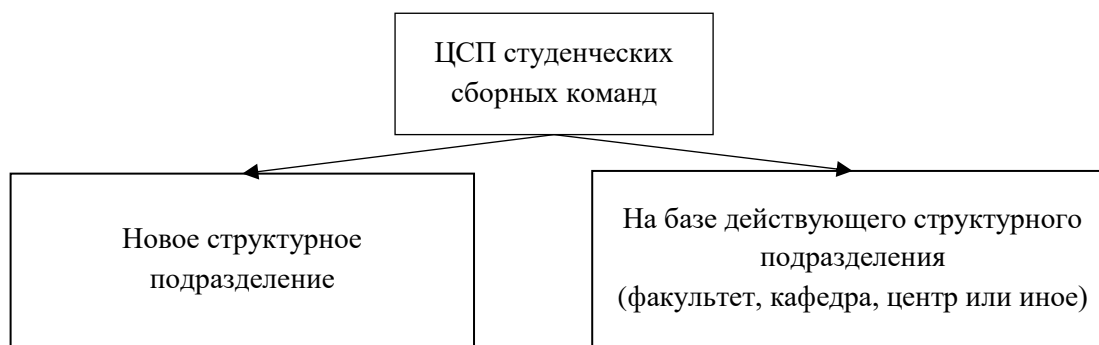 ЦСП студенческих
сборных команд
Новое структурное
подразделение
На базе действующего структурного
подразделения
(факультет, кафедра, центр или иное)